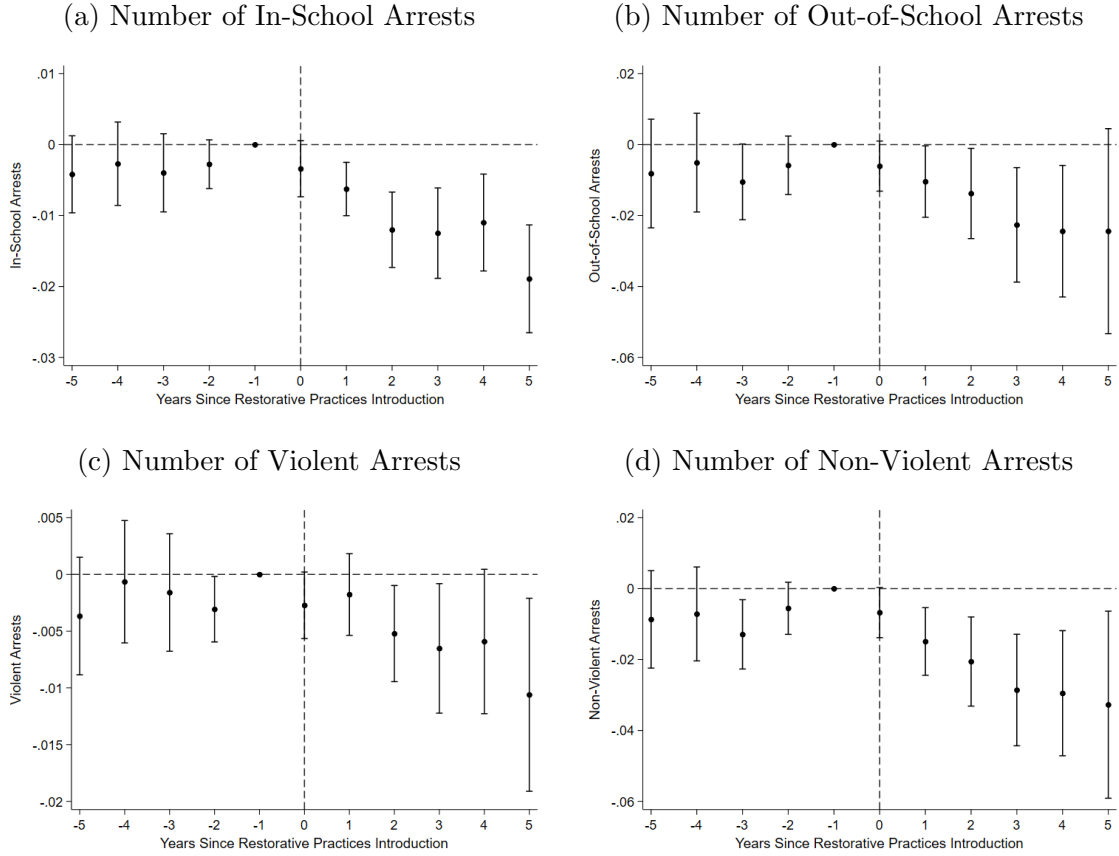 (a) Number of In-School Arrests
.01
0
-.01
-.02
-.03
In-School Arrests
-5 -4 -3 -2 -1 0 1 2 3 4 5
Years Since Restorative Practices Introduction
(b) Number of Out-of-School Arrests
.02
0
-.02
-.04
-.06
Out-of-School Arrests
-5 -4 -3 -2 -1 0 1 2 3 4 5
Years Since Restorative Practices Introduction
(c) Number of Violent Arrests
.005
0
-.005
-.01
-.015
-.02
Violent Arrests
-5 -4 -3 -2 -1 0 1 2 3 4 5
Years Since Restorative Practices Introduction
(d) Number of Non-Violent Arrests
.02
0
-.02
-.04
-.06
Non-Violent Arrests
-5 -4 -3 -2 -1 0 1 2 3 4 5
Years Since Restorative Practices Introduction